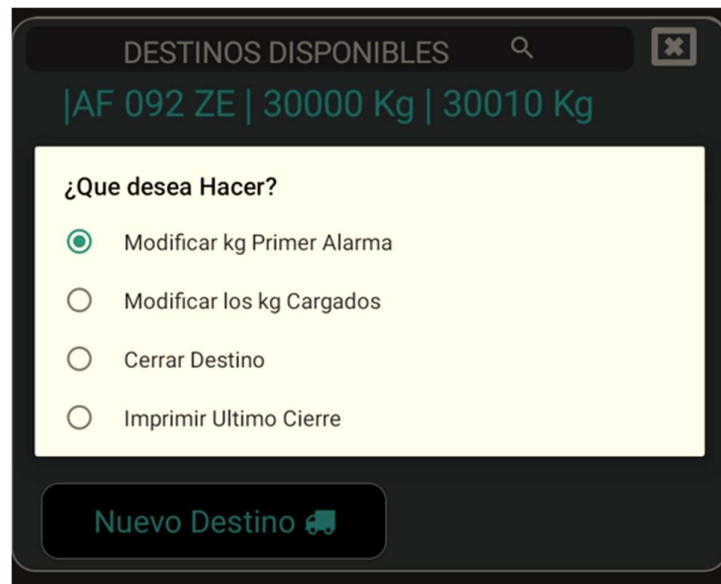 DESTINOS DISPONIBLES
|AF 092 ZE | 30000 Kg | 30010 Kg
¿Que desea Hacer?
Modificar kg Primer Alarma
Modificar los kg Cargados
Cerrar Destino
Imprimir Ultimo Cierre
Nuevo Destino